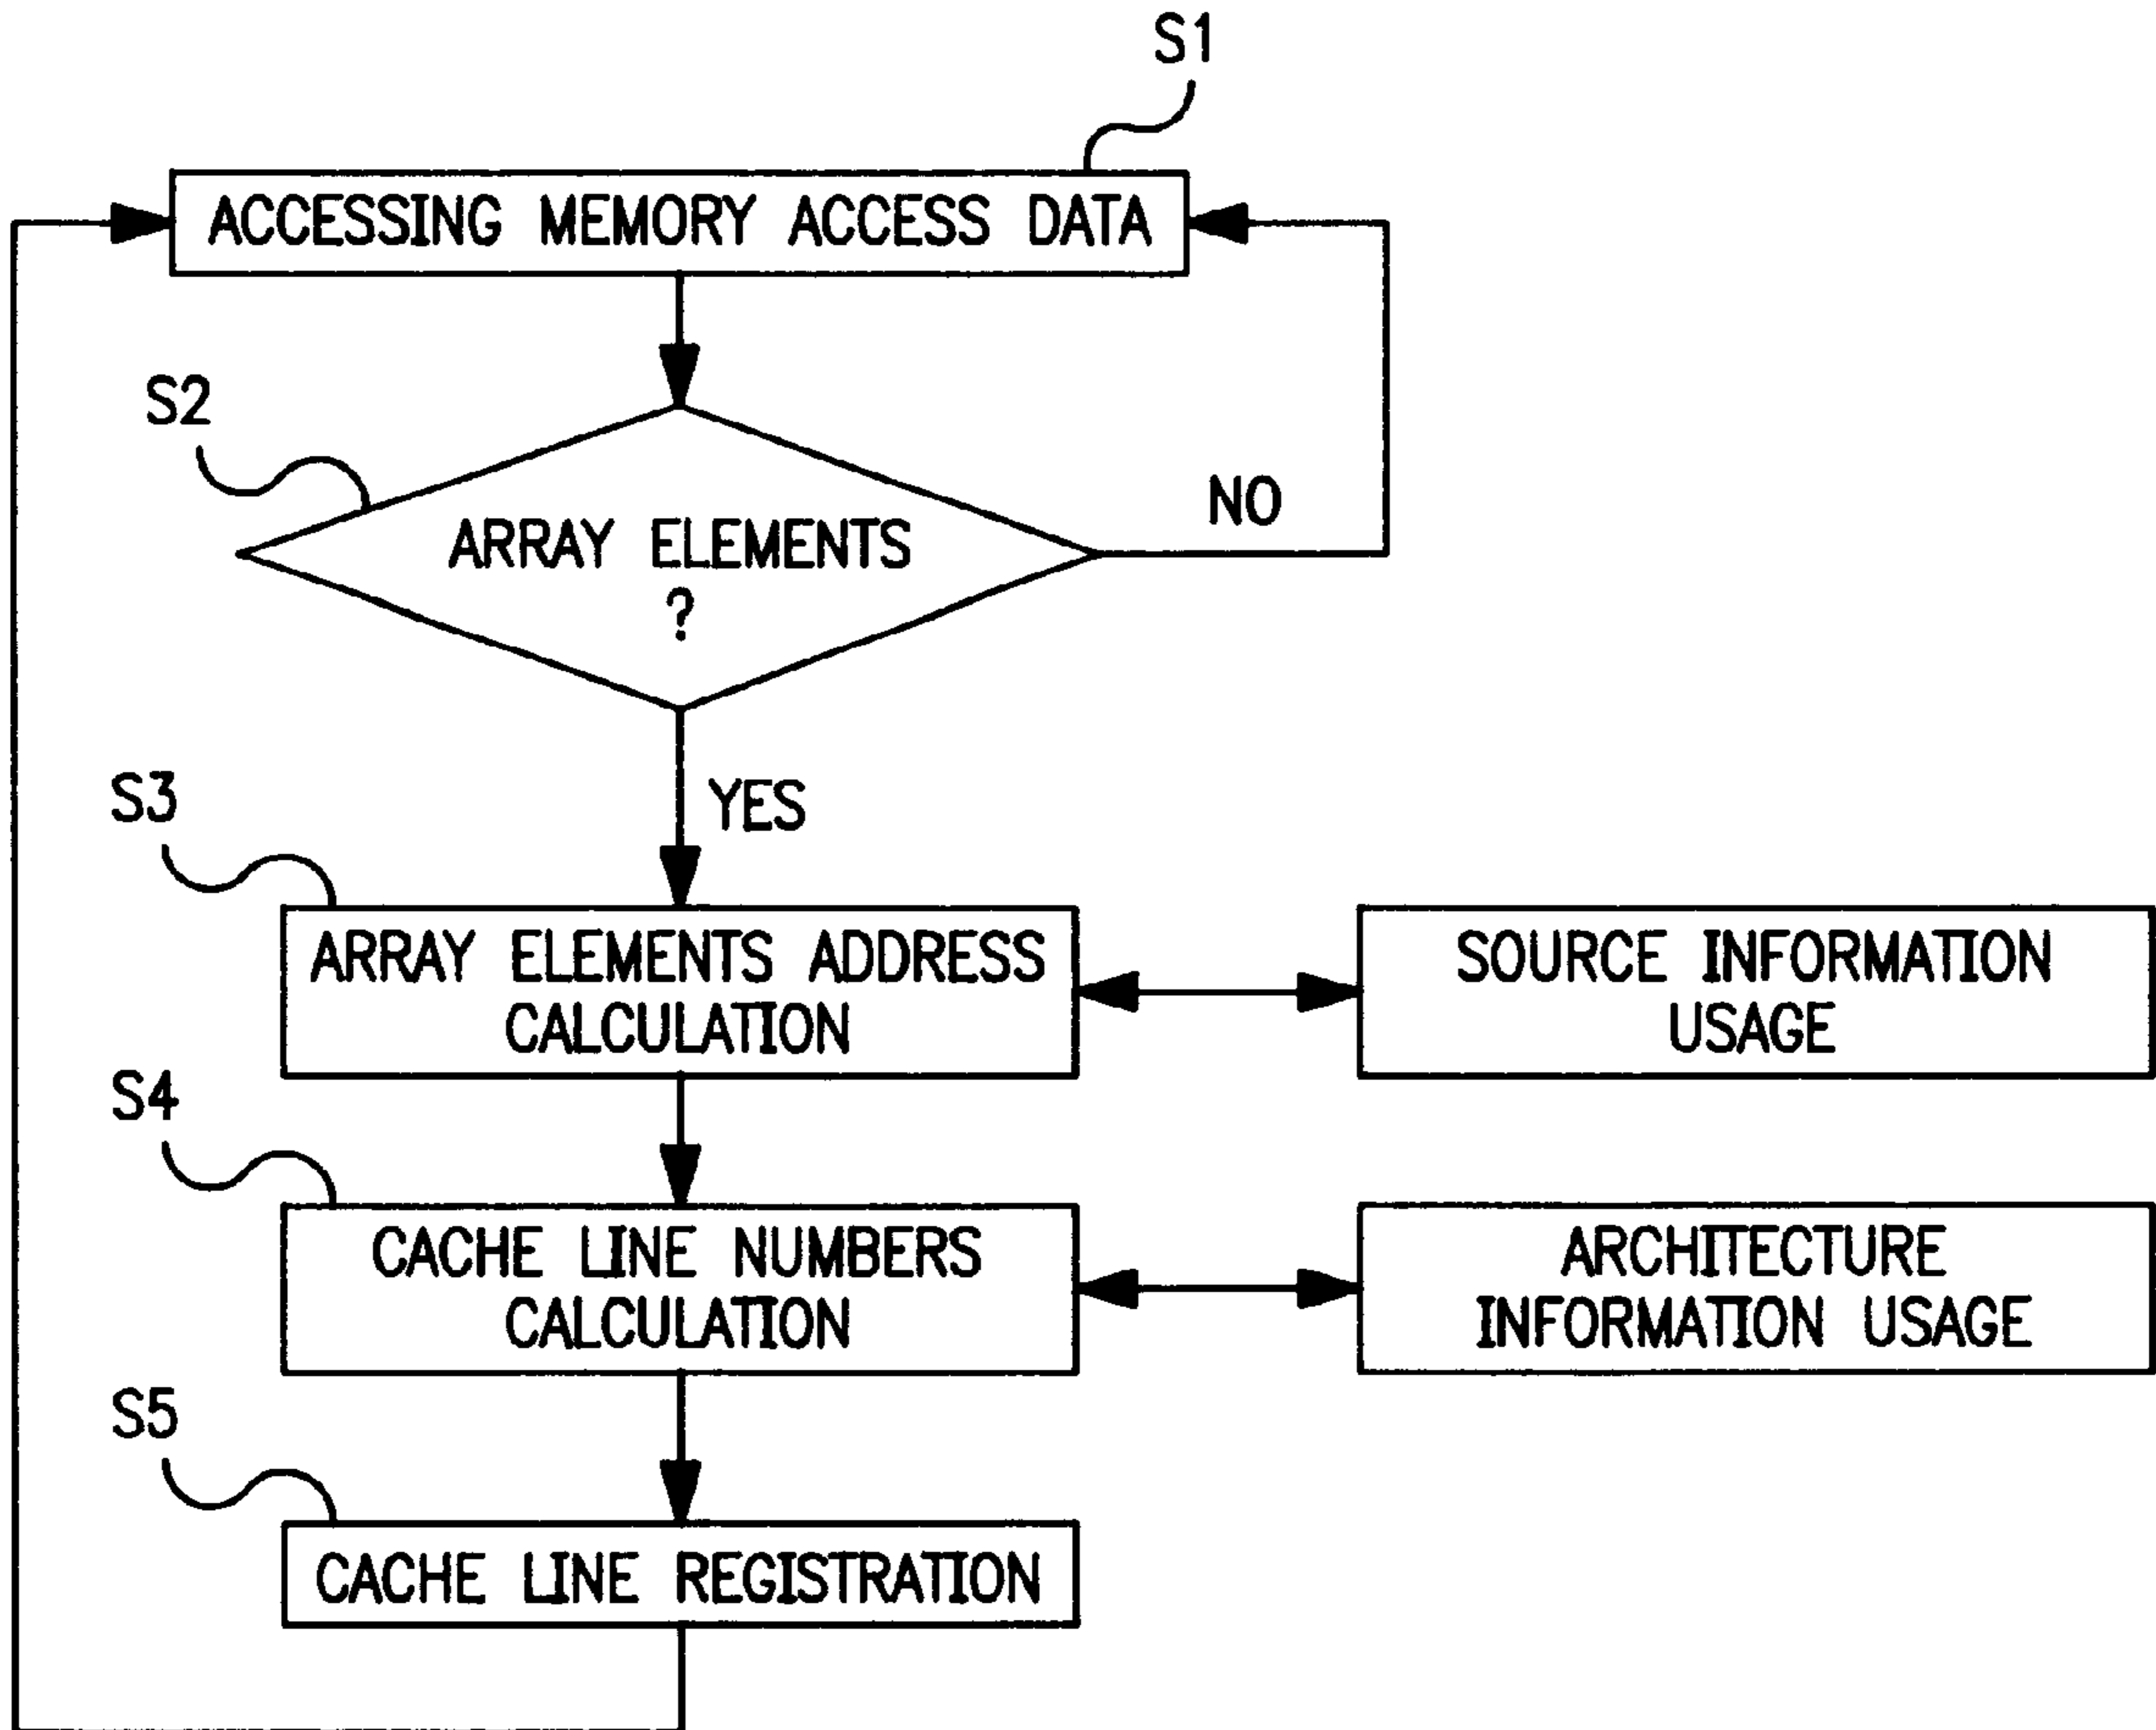 S1
ACCESSING MEMORY ACCESS DATA
S2
ARRAY ELEMENTS
?
NO
YES
S3
ARRAY ELEMENTS ADDRESS
CALCULATION
SOURCE INFORMATION
USAGE
S4
CACHE LINE NUMBERS
CALCULATION
ARCHITECTURE
INFORMATION USAGE
S5
CACHE LINE REGISTRATION